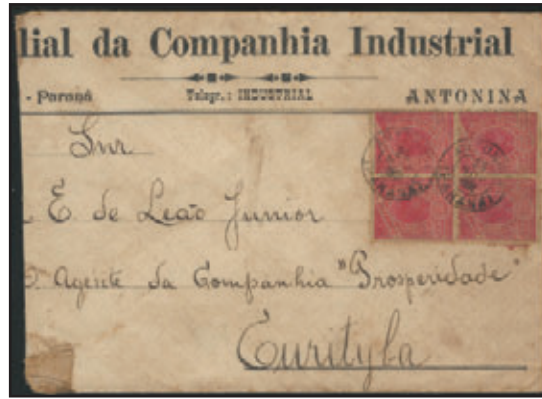 lial da Companhia Industrial
- Paraná Telegr.: INDUSTRIAL ANTONINA
Snr.
E. de Leão Junior
Agente da Companhia "Prosperidade"
Curityba